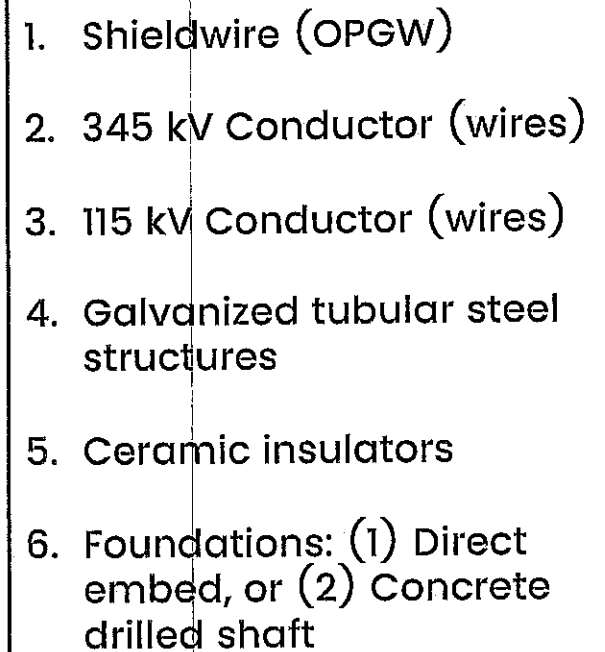 1. Shieldwire (OPGW)
2. 345 kV Conductor (wires)
3. 115 kV Conductor (wires)
4. Galvanized tubular steel
structures
5. Ceramic insulators
6. Foundations: (1) Direct
embed, or (2) Concrete
drilled shaft